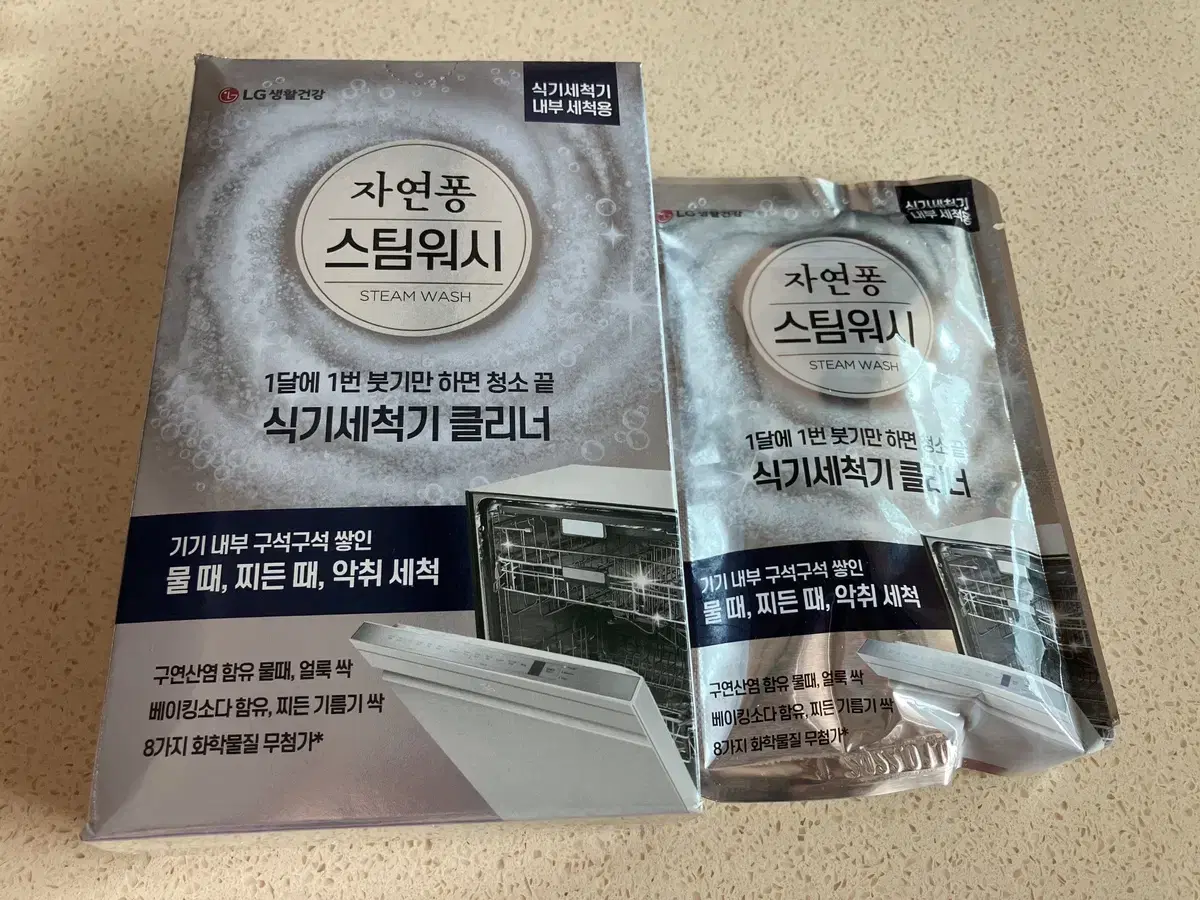 LG 생활건강
식기세척기
내부 세척용
자연퐁
스팀워시
STEAM WASH
1달에 1번 붓기만 하면 청소 끝
식기세척기 클리너
기기 내부 구석구석 쌓인
물 때, 찌든 때, 악취 세척
구연산염 함유 물때, 얼룩 싹
베이킹소다 함유, 찌든 기름기 싹
8가지 화학물질 무첨가*
LG 생활건강
식기세척기
내부 세척용
자연퐁
스팀워시
STEAM WASH
1달에 1번 붓기만 하면 청소 끝
식기세척기 클리너
기기 내부 구석구석 쌓인
물 때, 찌든 때, 악취 세척
구연산염 함유 물때, 얼룩 싹
베이킹소다 함유, 찌든 기름기 싹
8가지 화학물질 무첨가*